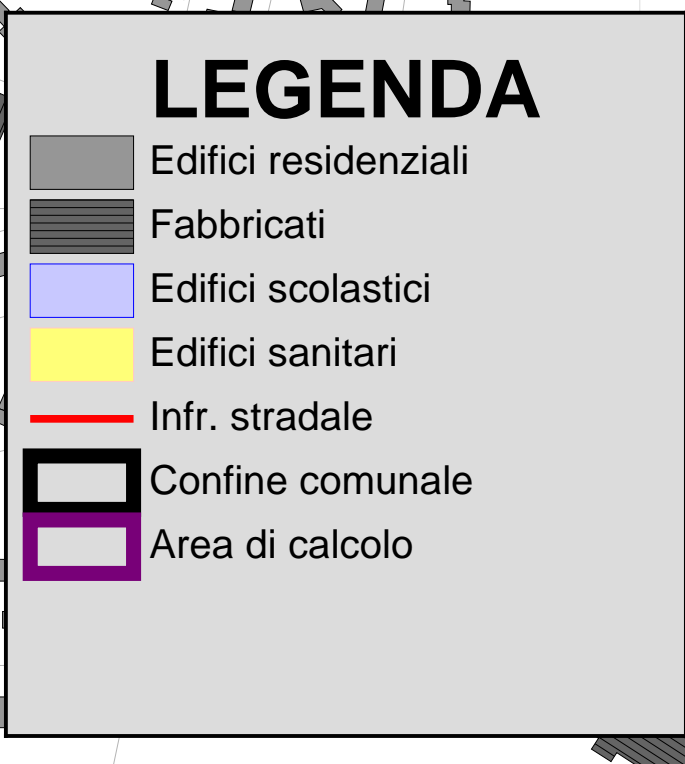 LEGENDA
Edifici residenziali
Fabbricati
Edifici scolastici
Edifici sanitari
Infr. stradale
Confine comunale
Area di calcolo